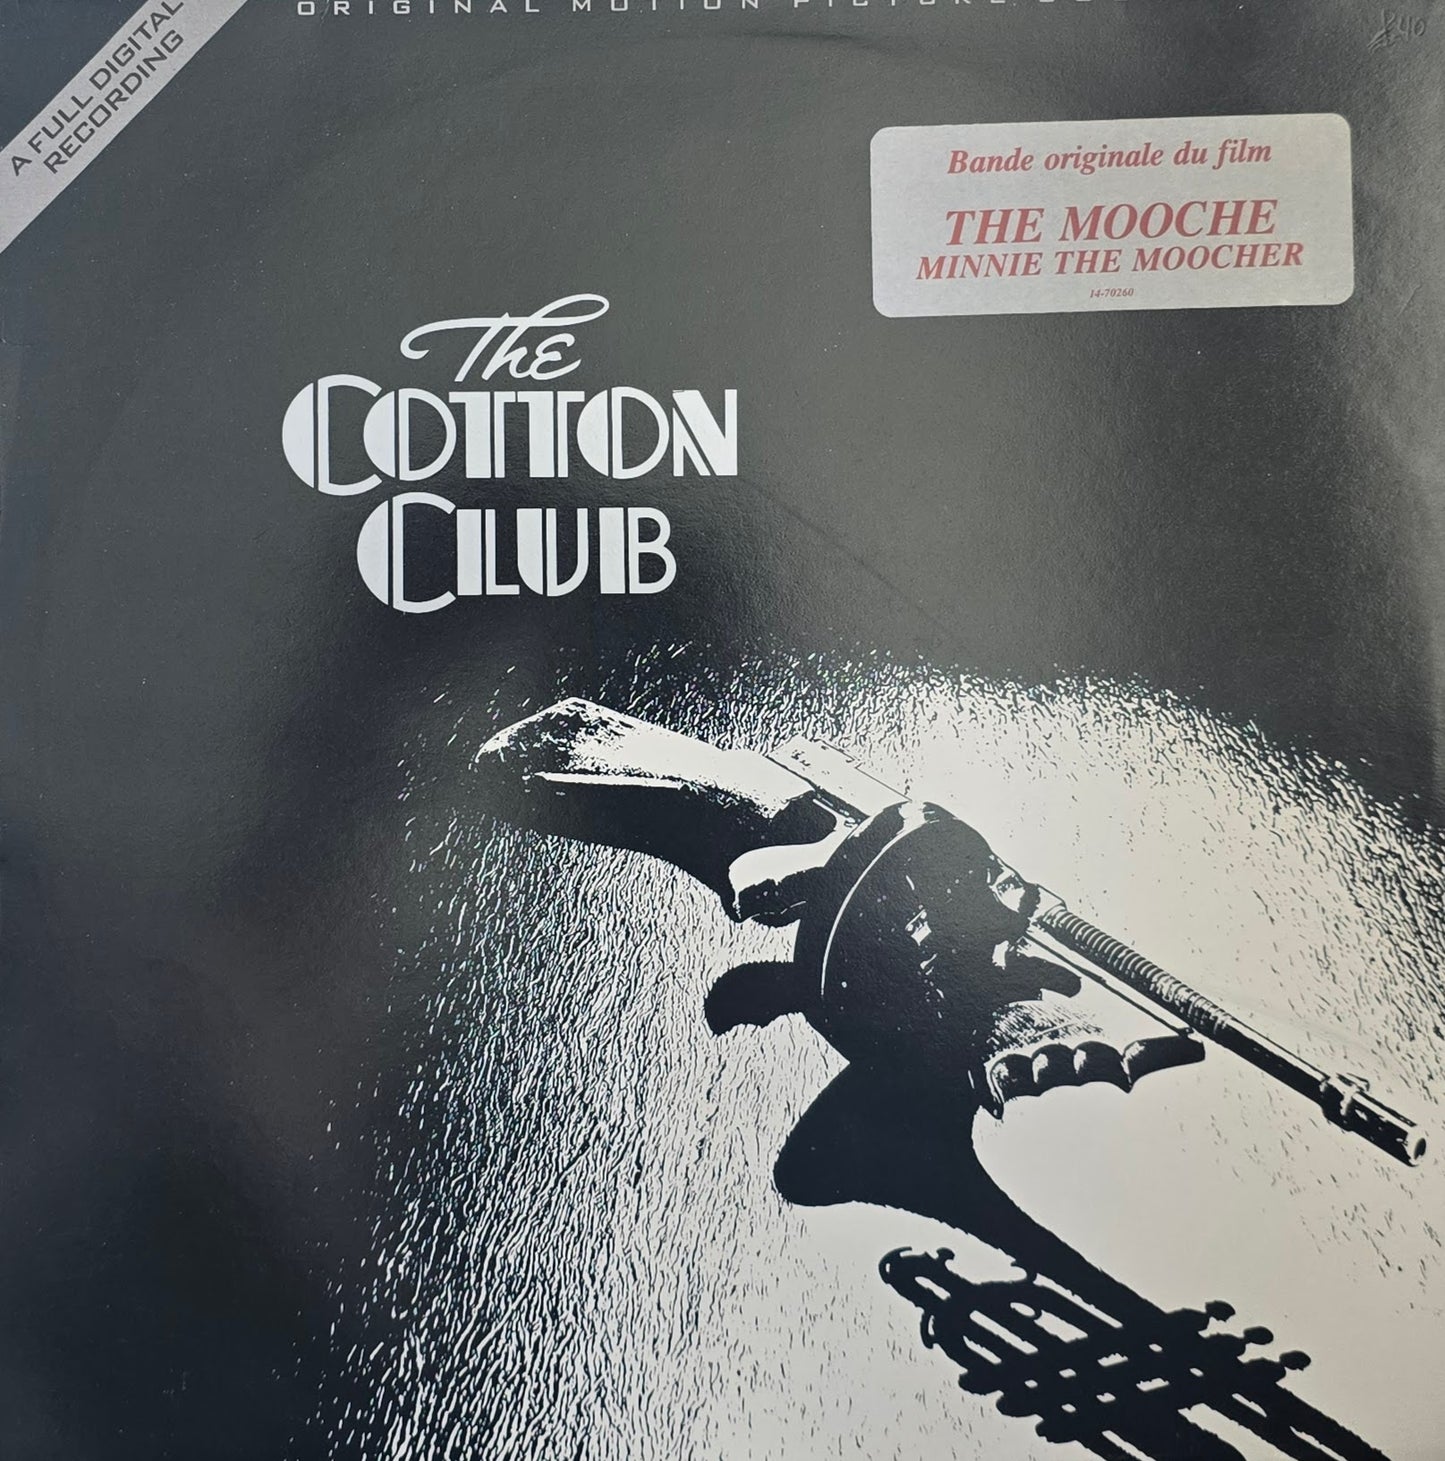 ORIGINAL MOTION PICTURE
A FULL DIGITAL
RECORDING
Bande originale du film
THE MOOCHE
MINNIE THE MOOCHER
14-70260
The
COTTON
CLUB